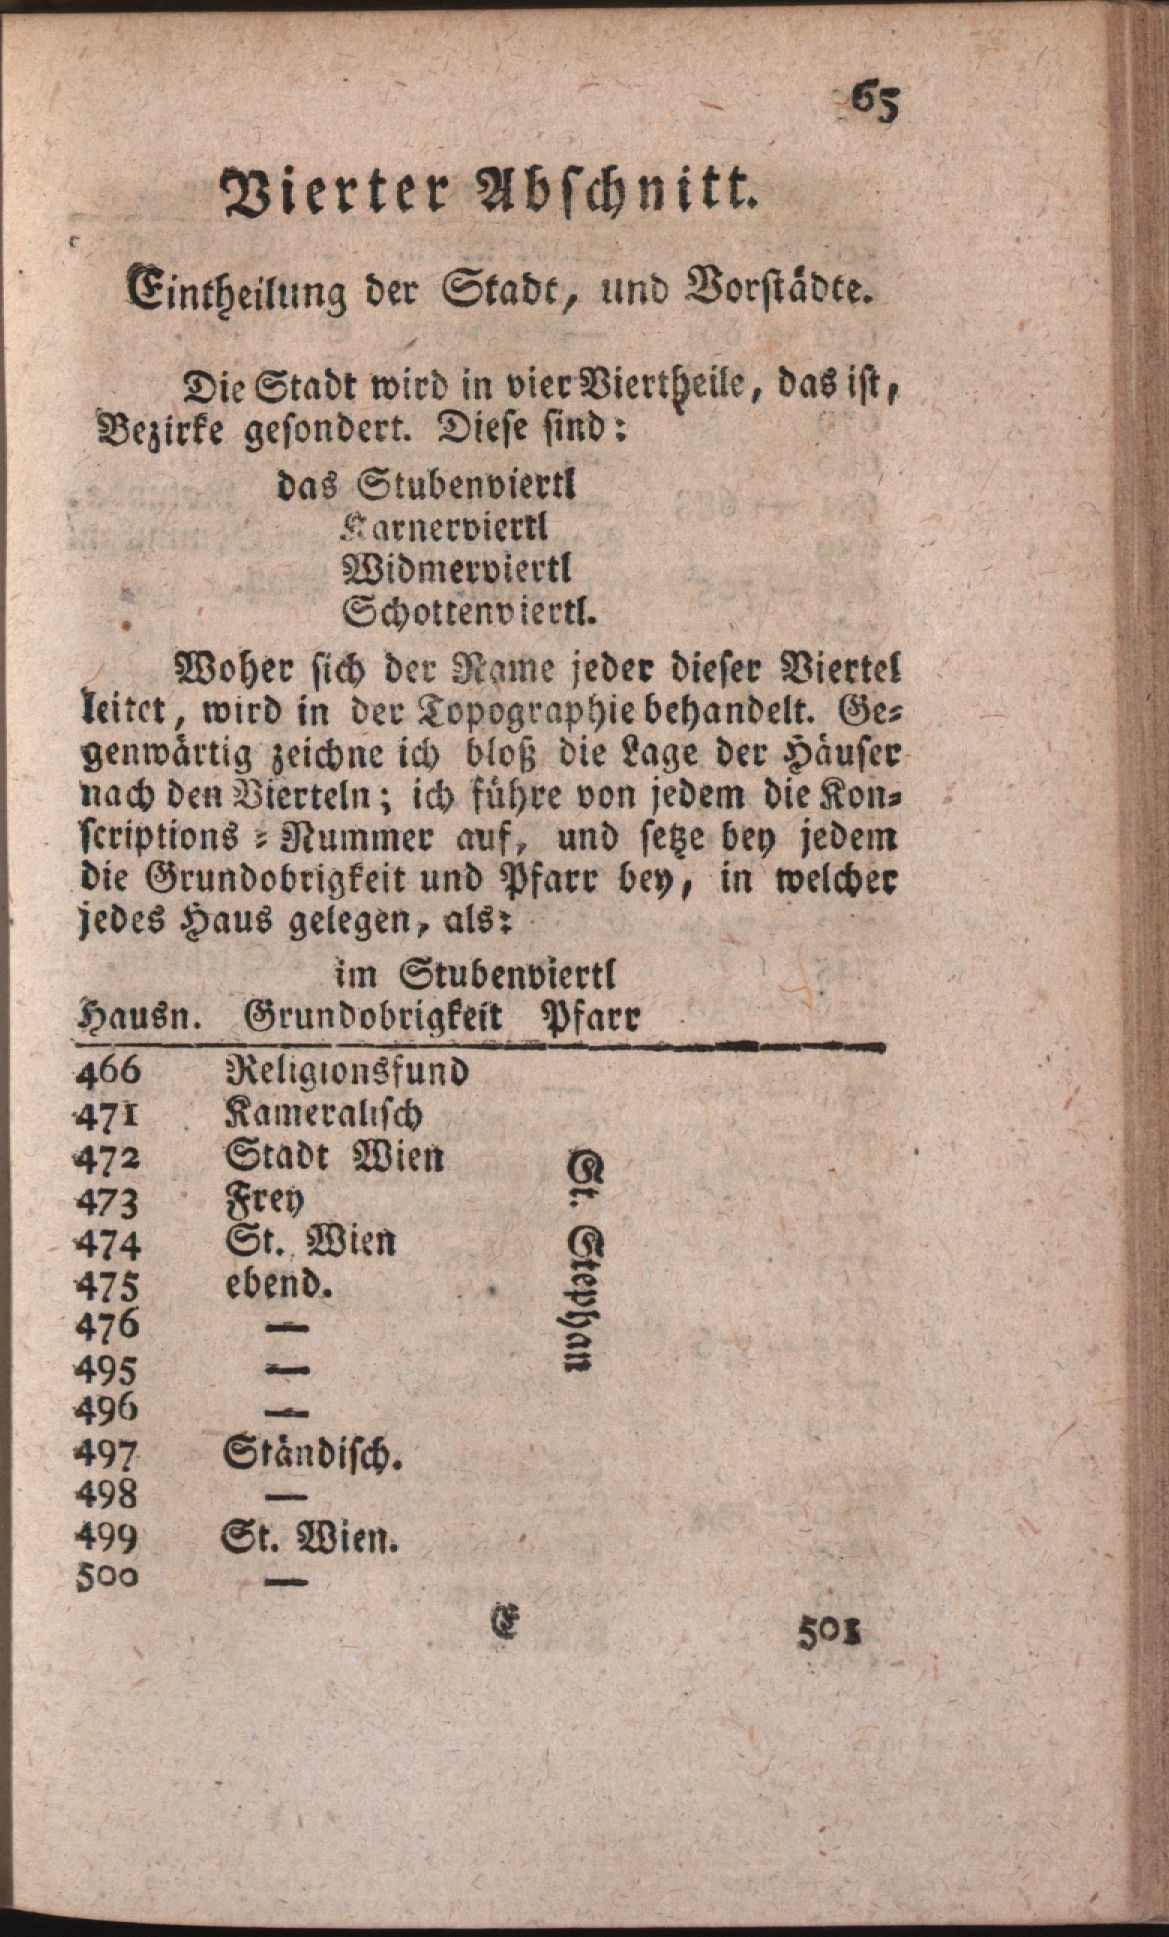 65
Vierter Abschnitt.
Eintheilung der Stadt, und Vorstädte.
Die Stadt wird in vier Viertheile, das ist,
Bezirke gesondert. Diese sind:
das Stubenviertl
Karnerviertl
Widmerviertl
Schottenviertl.
Woher sich der Name jeder dieser Viertel
leitet, wird in der Topographie behandelt. Ge-
genwärtig zeichne ich bloß die Lage der Häuser
nach den Vierteln; ich führe von jedem die Kon-
scriptions-Nummer auf, und setze bey jedem
die Grundobrigkeit und Pfarr bey, in welcher
jedes Haus gelegen, als:
im Stubenviertl
Hausn. Grundobrigkeit Pfarr
466 Religionsfund
471 Kameralisch
472 Stadt Wien
473 Frey
474 St. Wien
475 ebend.
476 —
495 —
496 —
497 Ständisch.
498 —
499 St. Wien.
500 —
St. Stephan
E 501